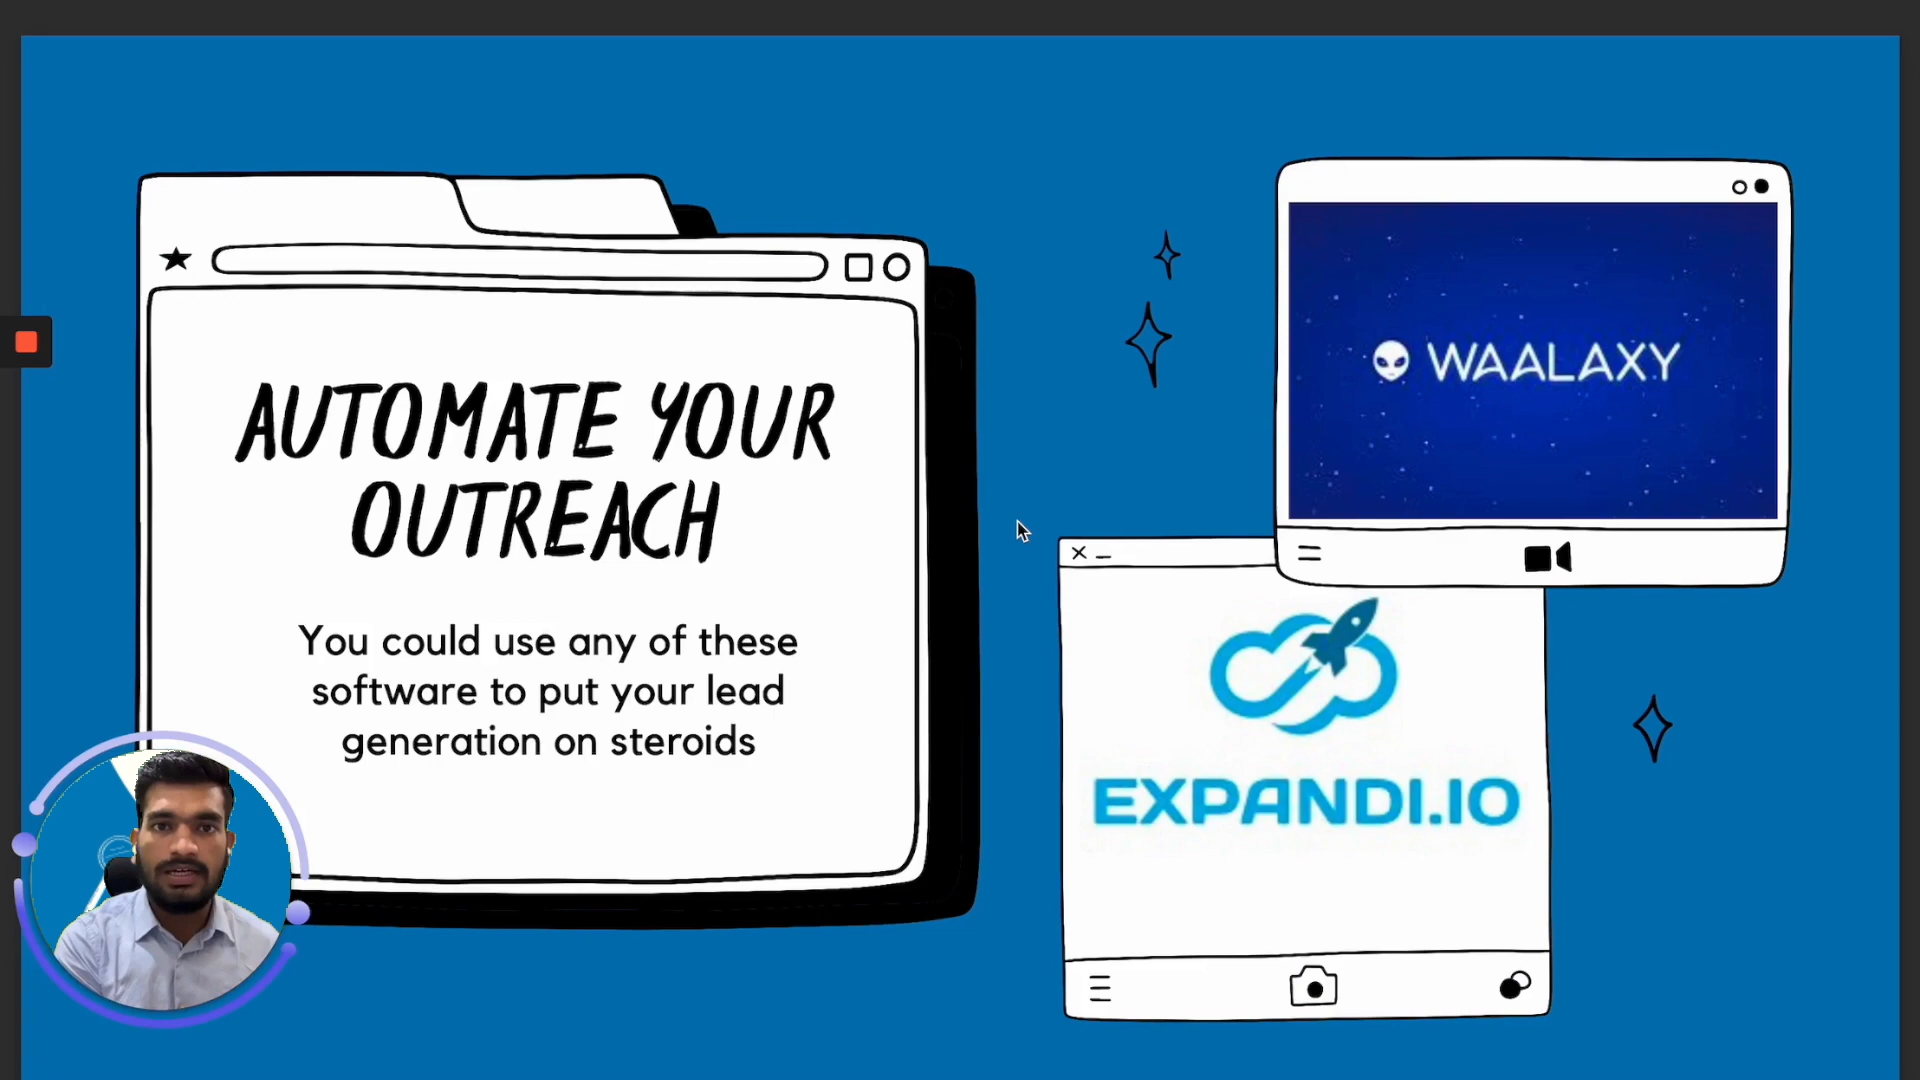 AUTOMATE YOUR
OUTREACH
You could use any of these
software to put your lead
generation on steroids
WAALAXY
EXPANDI.IO